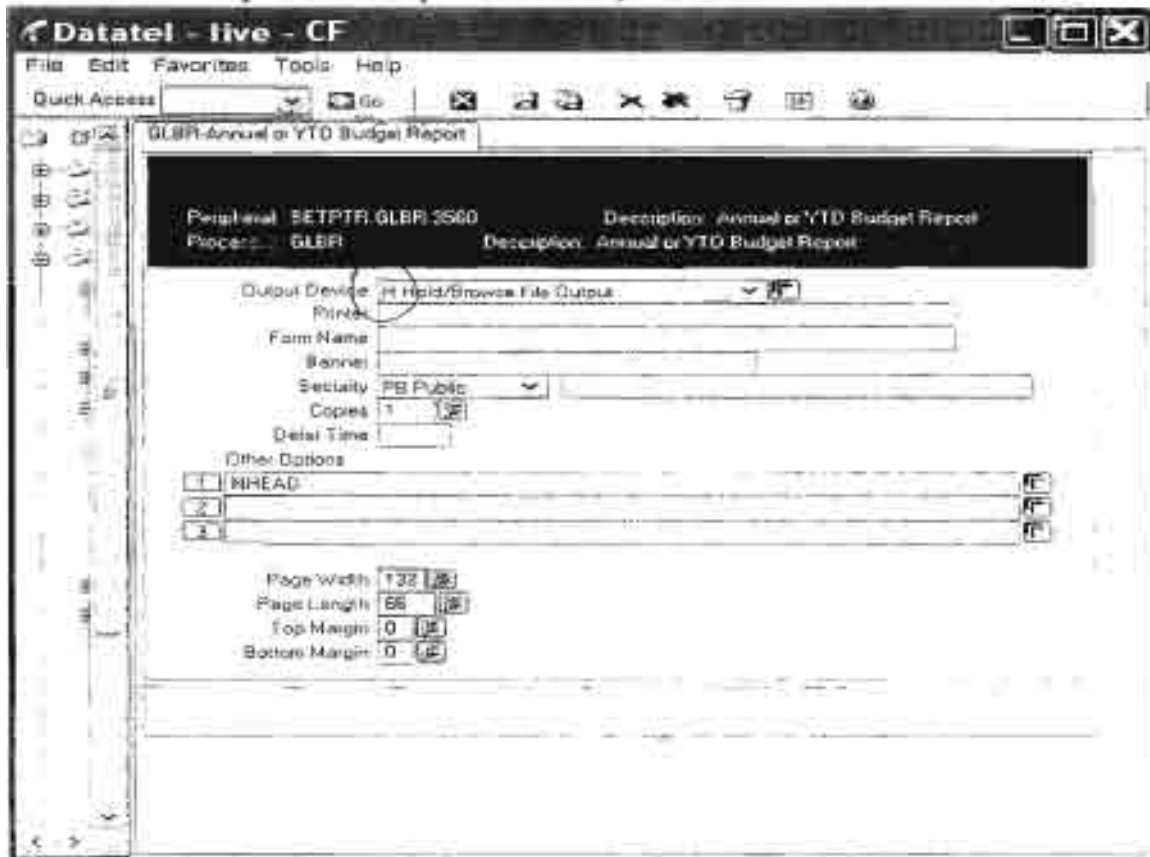 Datatel - live - CF
File Edit Favorites Tools Help
Quick Access Go
GLBR-Annual or YTD Budget Report
Peripheral SETPTR.GLBR.3560 Description: Annual or YTD Budget Report
Process... GLBR Description: Annual or YTD Budget Report
Output Device H Hold/Browse File Output
Printer
Form Name
Banner
Security PB Public
Copies 1
Defer Time
Other Options
1 NHEAD
2
3
Page Width 132
Page Length 66
Top Margin 0
Bottom Margin 0